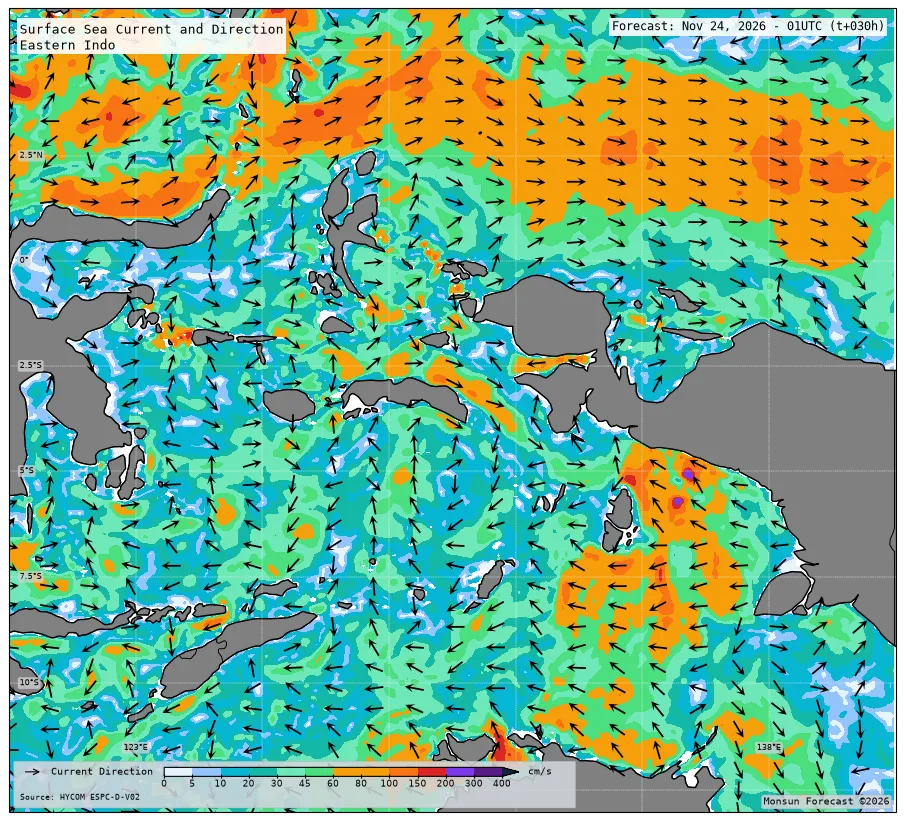 Surface Sea Current and Direction
Eastern Indo
Forecast: Nov 24, 2026 - 01UTC (t+030h)
2.5°N
0°
2.5°S
5°S
7.5°S
10°S
123°E
138°E
Current Direction
0 5 10 20 30 45 60 80 100 150 200 300 400
cm/s
Source: HYCOM ESPC-D-V02
Monsun Forecast ©2026